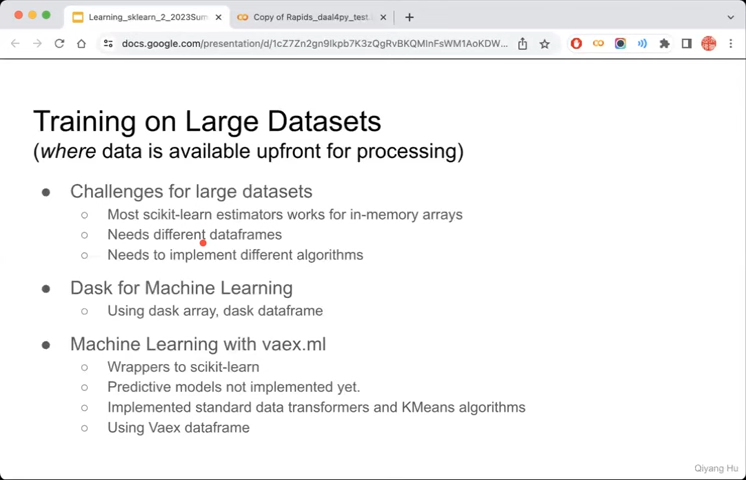 Learning_sklearn_2_2023Sum
Copy of Rapids_daal4py_test.
docs.google.com/presentation/d/1cZ7Zn2gn9Ikpb7K3zQgRvBKQMlnFsWM1AoKDW...
Training on Large Datasets
(where data is available upfront for processing)
Challenges for large datasets
Most scikit-learn estimators works for in-memory arrays
Needs different dataframes
Needs to implement different algorithms
Dask for Machine Learning
Using dask array, dask dataframe
Machine Learning with vaex.ml
Wrappers to scikit-learn
Predictive models not implemented yet.
Implemented standard data transformers and KMeans algorithms
Using Vaex dataframe
Qiyang Hu